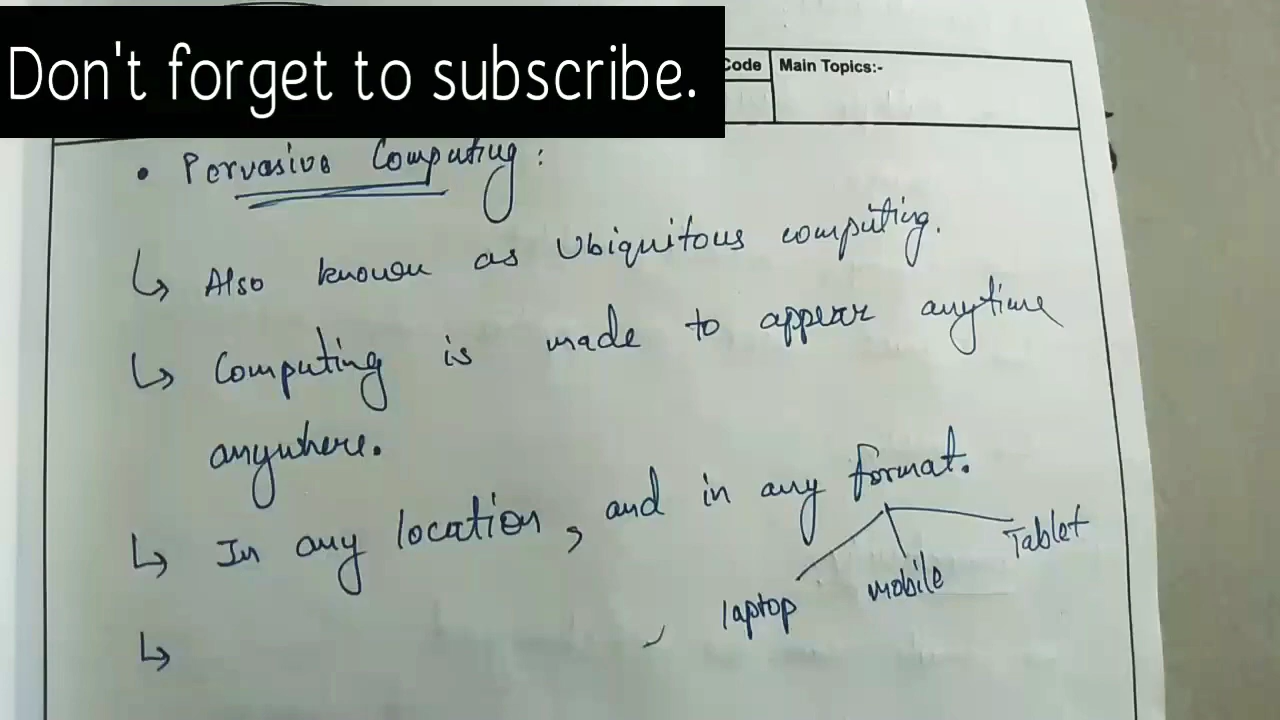 Don't forget to subscribe.
Code
Main Topics:-
• Pervasive Computing:
↳ Also known as Ubiquitous computing.
↳ Computing is made to appear anytime
anywhere.
↳ In any location, and in any format.
laptop mobile Tablet
↳